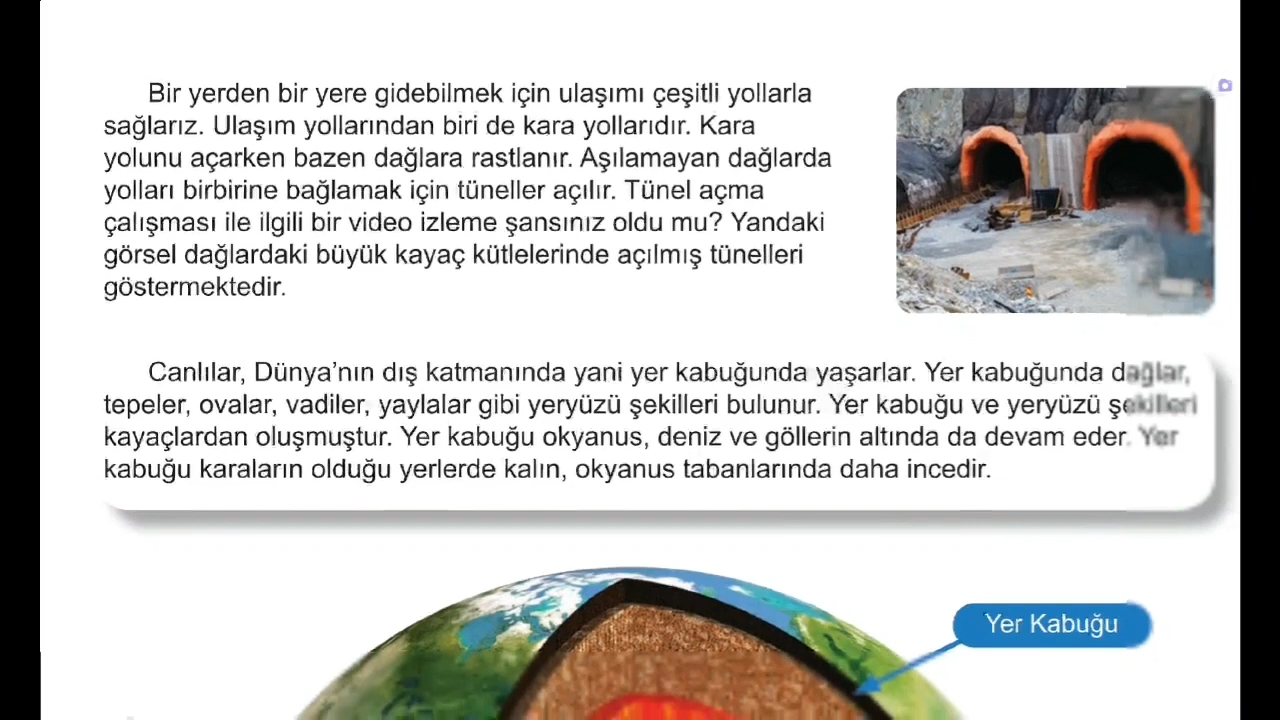 Bir yerden bir yere gidebilmek için ulaşımı çeşitli yollarla
sağlarız. Ulaşım yollarından biri de kara yollarıdır. Kara
yolunu açarken bazen dağlara rastlanır. Aşılamayan dağlarda
yolları birbirine bağlamak için tüneller açılır. Tünel açma
çalışması ile ilgili bir video izleme şansınız oldu mu? Yandaki
görsel dağlardaki büyük kayaç kütlelerinde açılmış tünelleri
göstermektedir.
Canlılar, Dünya’nın dış katmanında yani yer kabuğunda yaşarlar. Yer kabuğunda dağlar,
tepeler, ovalar, vadiler, yaylalar gibi yeryüzü şekilleri bulunur. Yer kabuğu ve yeryüzü şekilleri
kayaçlardan oluşmuştur. Yer kabuğu okyanus, deniz ve göllerin altında da devam eder. Yer
kabuğu karaların olduğu yerlerde kalın, okyanus tabanlarında daha incedir.
Yer Kabuğu